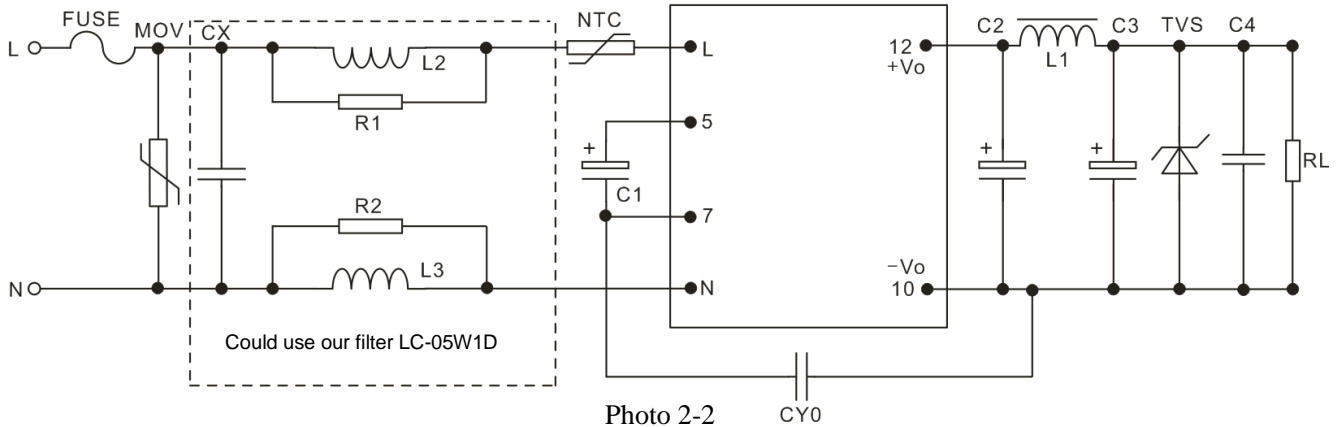 FUSE
MOV
CX
NTC
C2
C3
TVS
C4
L
L2
L
12
+Vo
L1
R1
5
+
+
+
C1
RL
R2
7
L3
−Vo
N
N
10
Could use our filter LC-05W1D
Photo 2-2
CY0